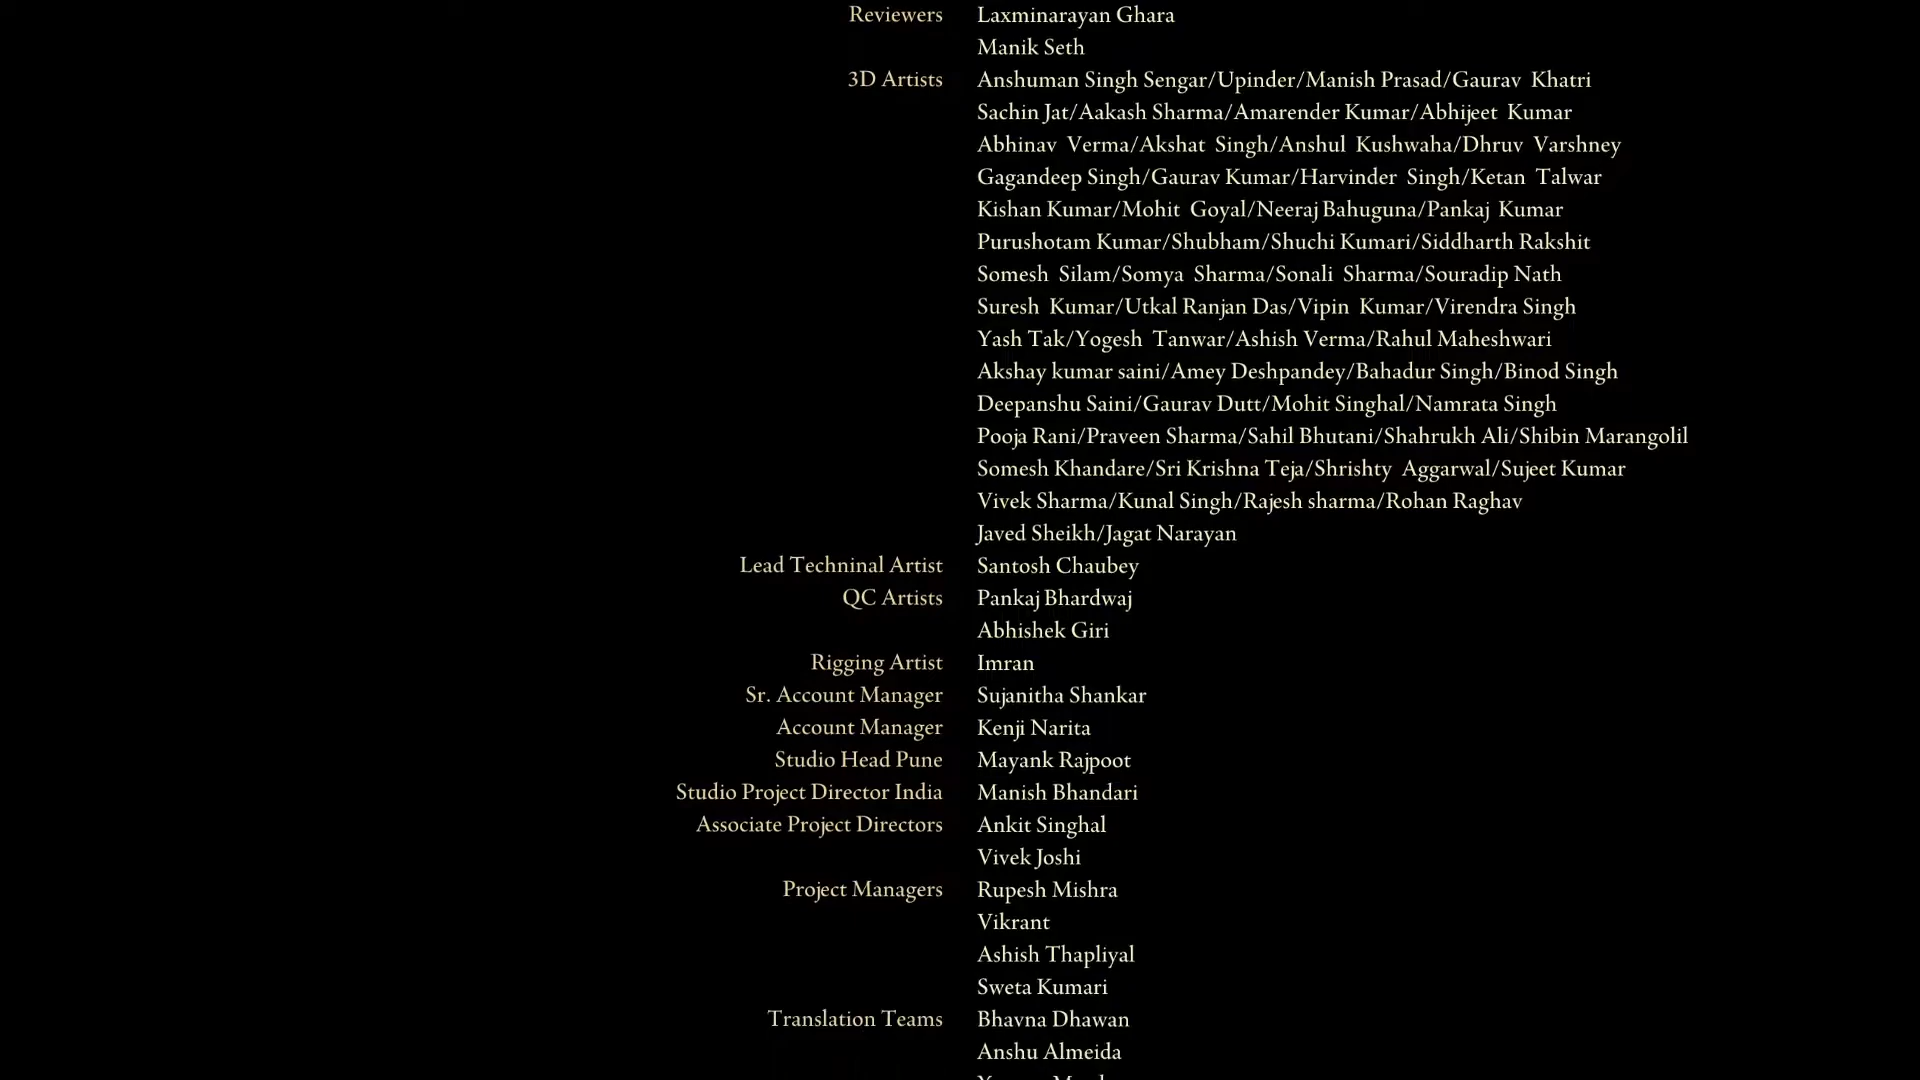 Reviewers Laxminarayan Ghara
Manik Seth
3D Artists Anshuman Singh Sengar/Upinder/Manish Prasad/Gaurav Khatri
Sachin Jat/Aakash Sharma/Amarender Kumar/Abhijeet Kumar
Abhinav Verma/Akshat Singh/Anshul Kushwaha/Dhruv Varshney
Gagandeep Singh/Gaurav Kumar/Harvinder Singh/Ketan Talwar
Kishan Kumar/Mohit Goyal/Neeraj Bahuguna/Pankaj Kumar
Purushotam Kumar/Shubham/Shuchi Kumari/Siddharth Rakshit
Somesh Silam/Somya Sharma/Sonali Sharma/Souradip Nath
Suresh Kumar/Utkal Ranjan Das/Vipin Kumar/Virendra Singh
Yash Tak/Yogesh Tanwar/Ashish Verma/Rahul Maheshwari
Akshay kumar saini/Amey Deshpandey/Bahadur Singh/Binod Singh
Deepanshu Saini/Gaurav Dutt/Mohit Singhal/Namrata Singh
Pooja Rani/Praveen Sharma/Sahil Bhutani/Shahrukh Ali/Shibin Marangolil
Somesh Khandare/Sri Krishna Teja/Shrishty Aggarwal/Sujeet Kumar
Vivek Sharma/Kunal Singh/Rajesh sharma/Rohan Raghav
Javed Sheikh/Jagat Narayan
Lead Techninal Artist Santosh Chaubey
QC Artists Pankaj Bhardwaj
Abhishek Giri
Rigging Artist Imran
Sr. Account Manager Sujanitha Shankar
Account Manager Kenji Narita
Studio Head Pune Mayank Rajpoot
Studio Project Director India Manish Bhandari
Associate Project Directors Ankit Singhal
Vivek Joshi
Project Managers Rupesh Mishra
Vikrant
Ashish Thapliyal
Sweta Kumari
Translation Teams Bhavna Dhawan
Anshu Almeida